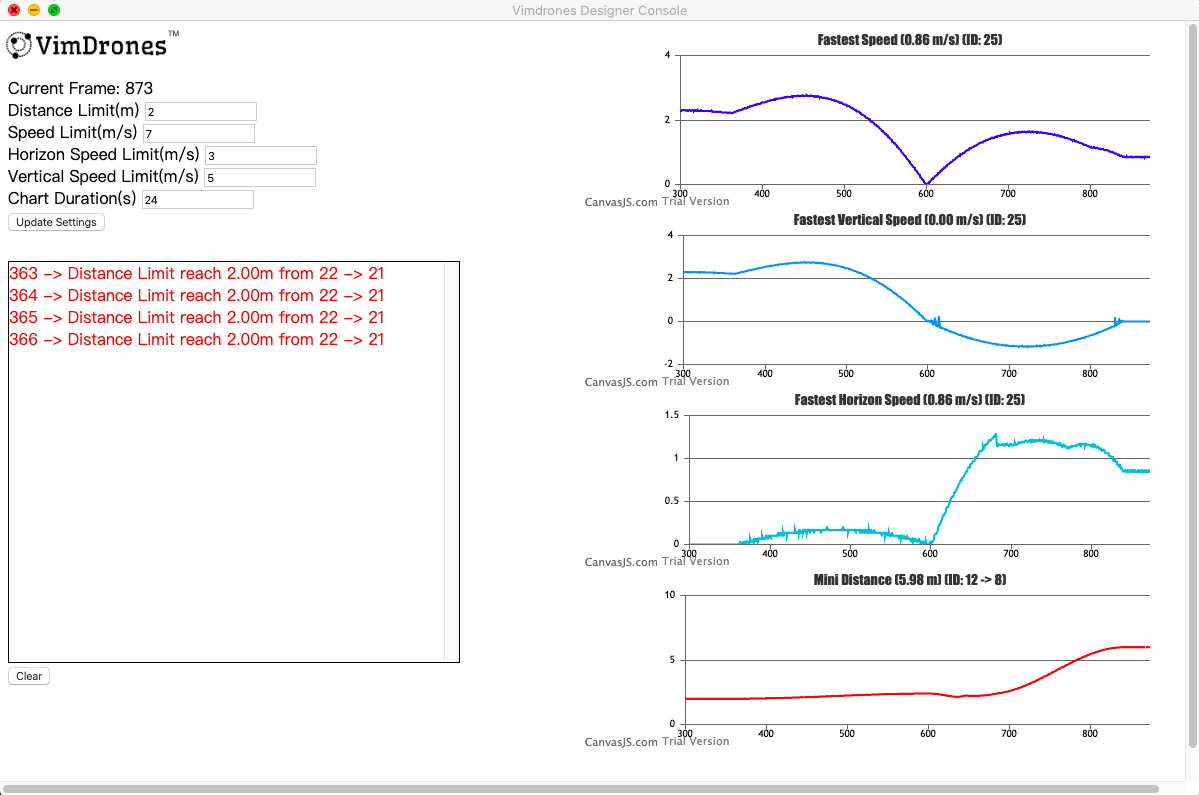 Vimdrones Designer Console
VimDrones™
Current Frame: 873
Distance Limit(m) 2
Speed Limit(m/s) 7
Horizon Speed Limit(m/s) 3
Vertical Speed Limit(m/s) 5
Chart Duration(s) 24
Update Settings
363 —> Distance Limit reach 2.00m from 22 —> 21
364 —> Distance Limit reach 2.00m from 22 —> 21
365 —> Distance Limit reach 2.00m from 22 —> 21
366 —> Distance Limit reach 2.00m from 22 —> 21
Clear
Fastest Speed (0.86 m/s) (ID: 25)
4
2
0
300 400 500 600 700 800
CanvasJS.com Trial Version
Fastest Vertical Speed (0.00 m/s) (ID: 25)
4
2
0
-2
300 400 500 600 700 800
CanvasJS.com Trial Version
Fastest Horizon Speed (0.86 m/s) (ID: 25)
1.5
1
0.5
0
300 400 500 600 700 800
CanvasJS.com Trial Version
Mini Distance (5.98 m) (ID: 12 -> 8)
10
5
0
300 400 500 600 700 800
CanvasJS.com Trial Version